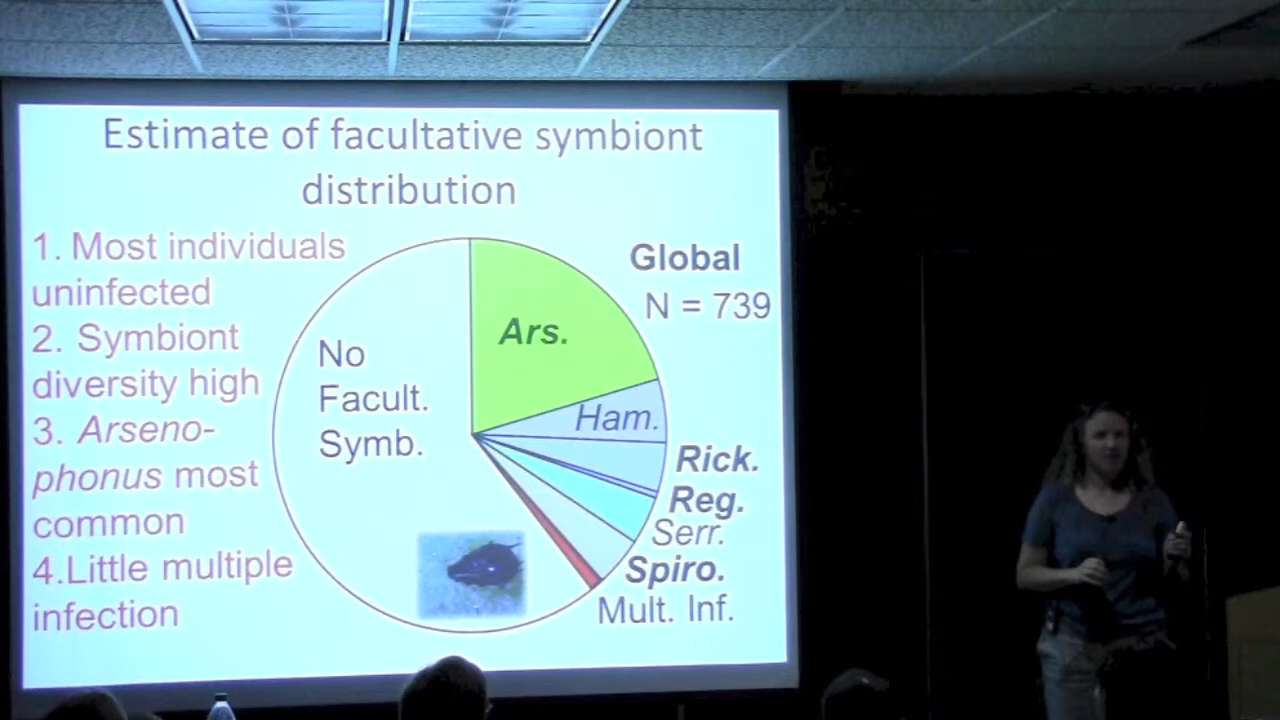 Estimate of facultative symbiont
distribution
1. Most individuals
uninfected
2. Symbiont
diversity high
3. Arseno-
phonus most
common
4.Little multiple
infection
No
Facult.
Symb.
Ars.
Ham.
Global
N = 739
Rick.
Reg.
Serr.
Spiro.
Mult. Inf.